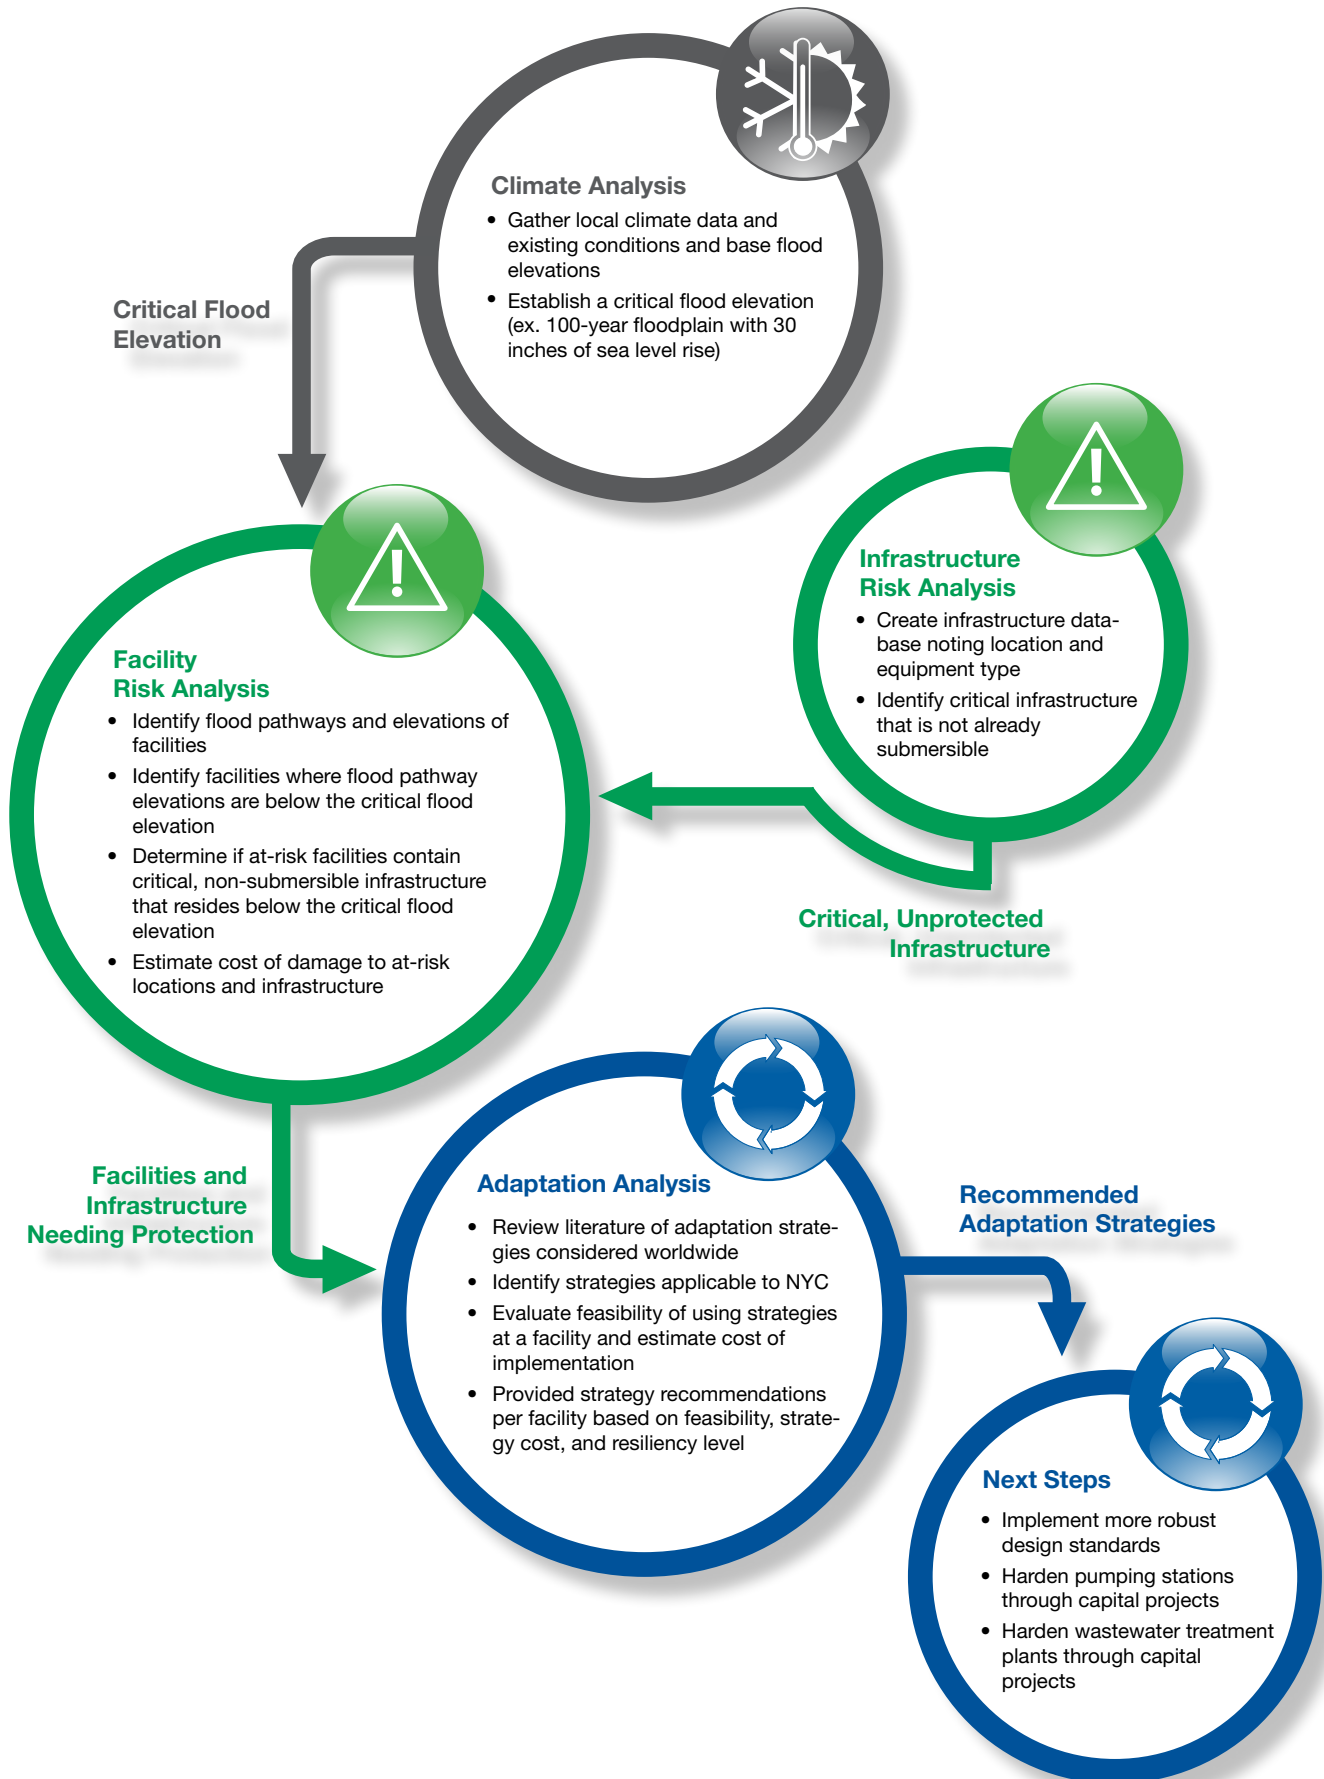 Climate Analysis
• Gather local climate data and
existing conditions and base flood
elevations
• Establish a critical flood elevation
(ex. 100-year floodplain with 30
inches of sea level rise)
Critical Flood
Elevation
Infrastructure
Risk Analysis
• Create infrastructure data-
base noting location and
equipment type
• Identify critical infrastructure
that is not already
submersible
Facility
Risk Analysis
• Identify flood pathways and elevations of
facilities
• Identify facilities where flood pathway
elevations are below the critical flood
elevation
• Determine if at-risk facilities contain
critical, non-submersible infrastructure
that resides below the critical flood
elevation
• Estimate cost of damage to at-risk
locations and infrastructure
Critical, Unprotected
Infrastructure
Facilities and
Infrastructure
Needing Protection
Adaptation Analysis
• Review literature of adaptation strate-
gies considered worldwide
• Identify strategies applicable to NYC
• Evaluate feasibility of using strategies
at a facility and estimate cost of
implementation
• Provided strategy recommendations
per facility based on feasibility, strate-
gy cost, and resiliency level
Recommended
Adaptation Strategies
Next Steps
• Implement more robust
design standards
• Harden pumping stations
through capital projects
• Harden wastewater treatment
plants through capital
projects